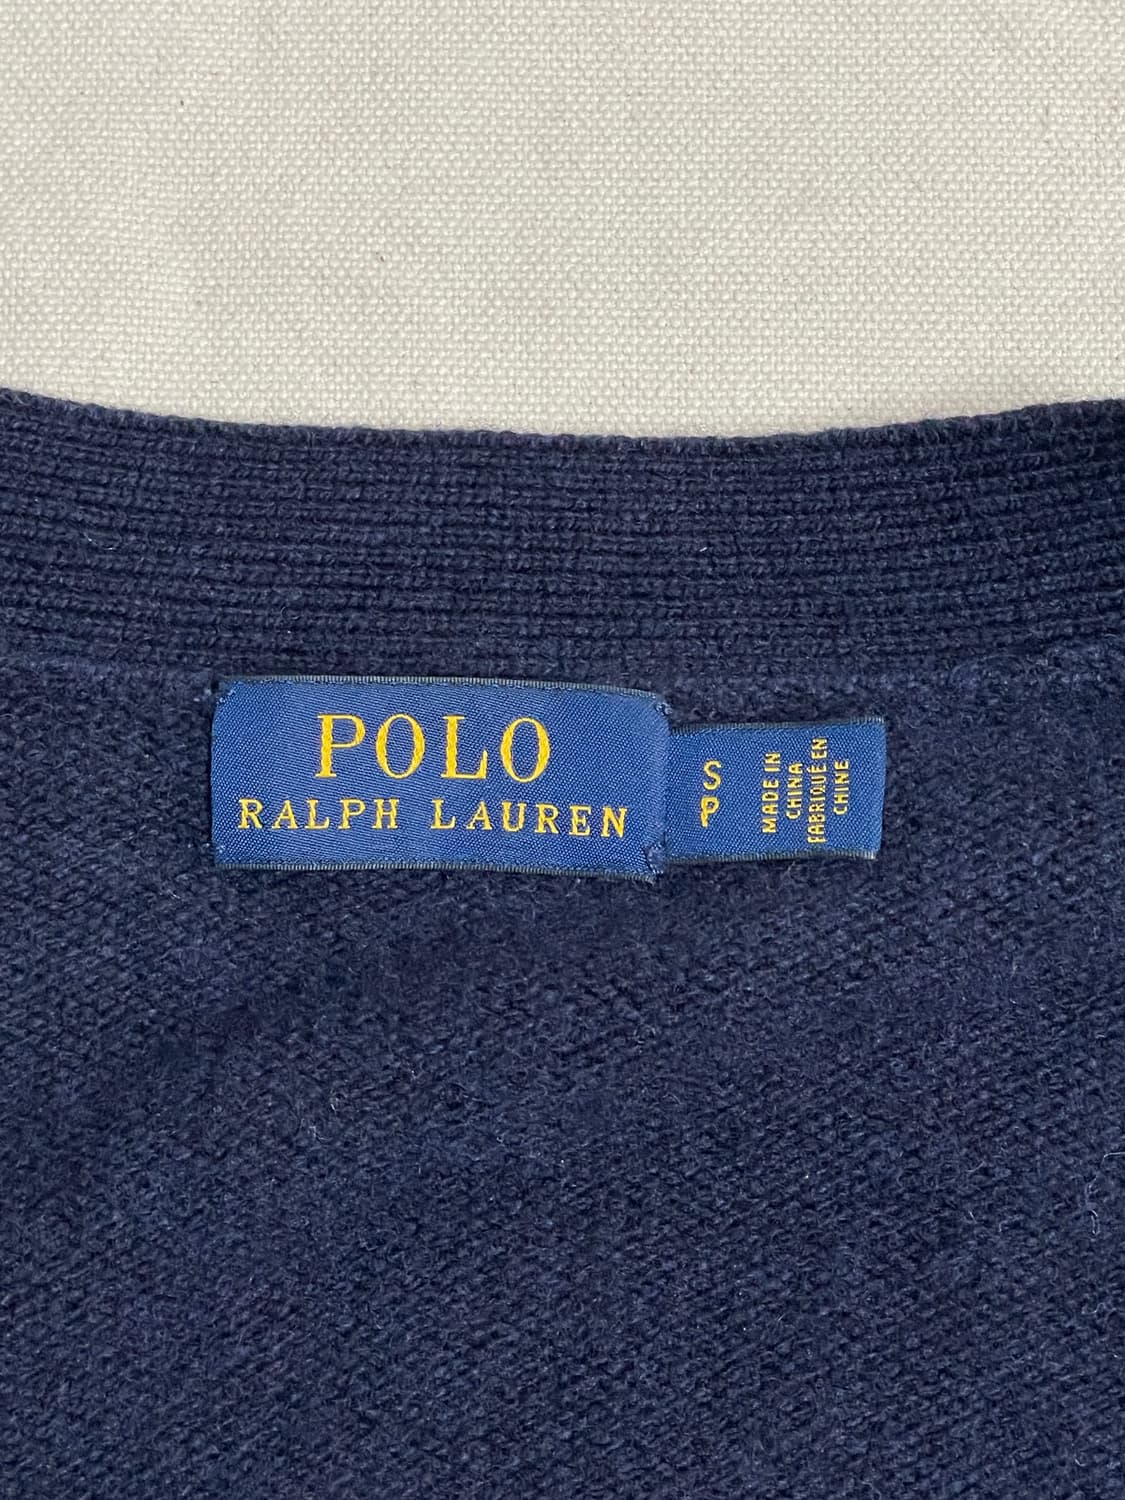 POLO
RALPH LAUREN
S
P
MADE IN
CHINA
FABRIQUÉ EN
CHINE